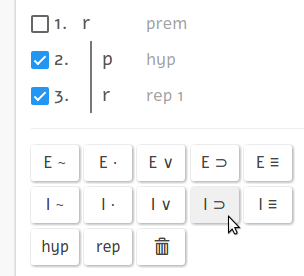 1. r prem
2. p hyp
3. r rep 1
E ~ E · E ∨ E ⊃ E ≡
I ~ I · I ∨ I ⊃ I ≡
hyp rep